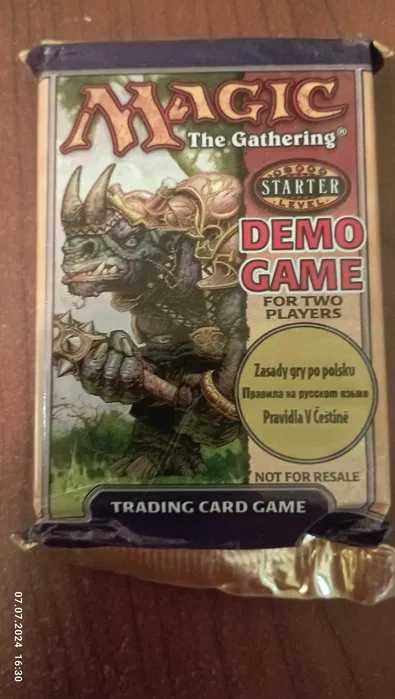 MAGIC
The Gathering®
STARTER
LEVEL
DEMO
GAME
FOR TWO
PLAYERS
Zasady gry po polsku
Правила на русском языке
Pravidla V Češtině
NOT FOR RESALE
TRADING CARD GAME
07.07.2024 16:30